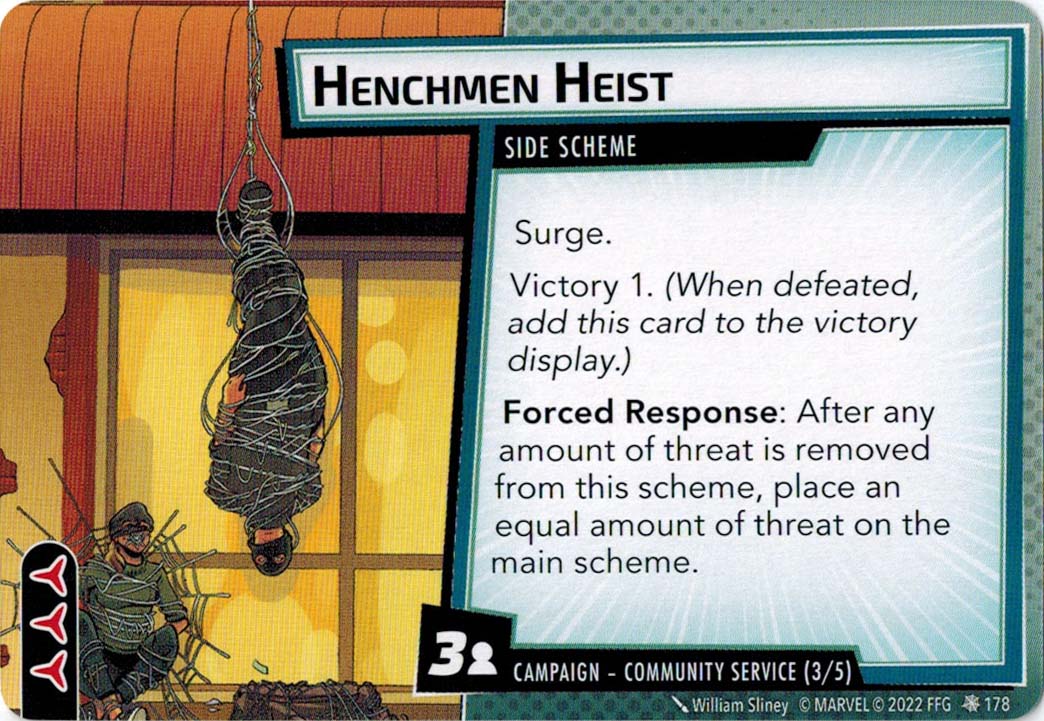 HENCHMEN HEIST
SIDE SCHEME
Surge.
Victory 1. (When defeated,
add this card to the victory
display.)
Forced Response: After any
amount of threat is removed
from this scheme, place an
equal amount of threat on the
main scheme.
3
CAMPAIGN – COMMUNITY SERVICE (3/5)
William Sliney © MARVEL © 2022 FFG 178